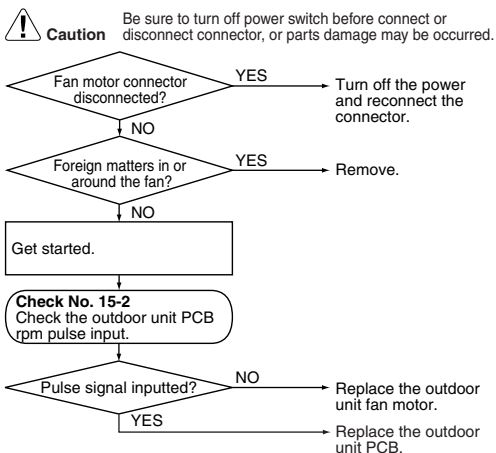 Caution
Be sure to turn off power switch before connect or
disconnect connector, or parts damage may be occurred.
Fan motor connector
disconnected?
YES
Turn off the power
and reconnect the
connector.
NO
Foreign matters in or
around the fan?
YES
Remove.
NO
Get started.
Check No. 15-2
Check the outdoor unit PCB
rpm pulse input.
Pulse signal inputted?
NO
Replace the outdoor
unit fan motor.
YES
Replace the outdoor
unit PCB.